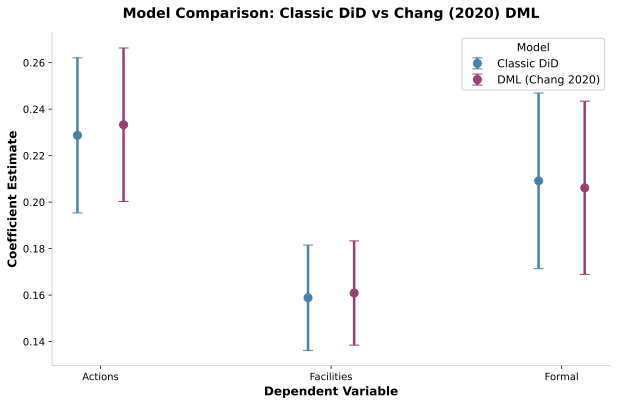 Model Comparison: Classic DiD vs Chang (2020) DML
Model
Classic DiD
DML (Chang 2020)
Coefficient Estimate
0.26
0.24
0.22
0.20
0.18
0.16
0.14
Actions
Facilities
Formal
Dependent Variable